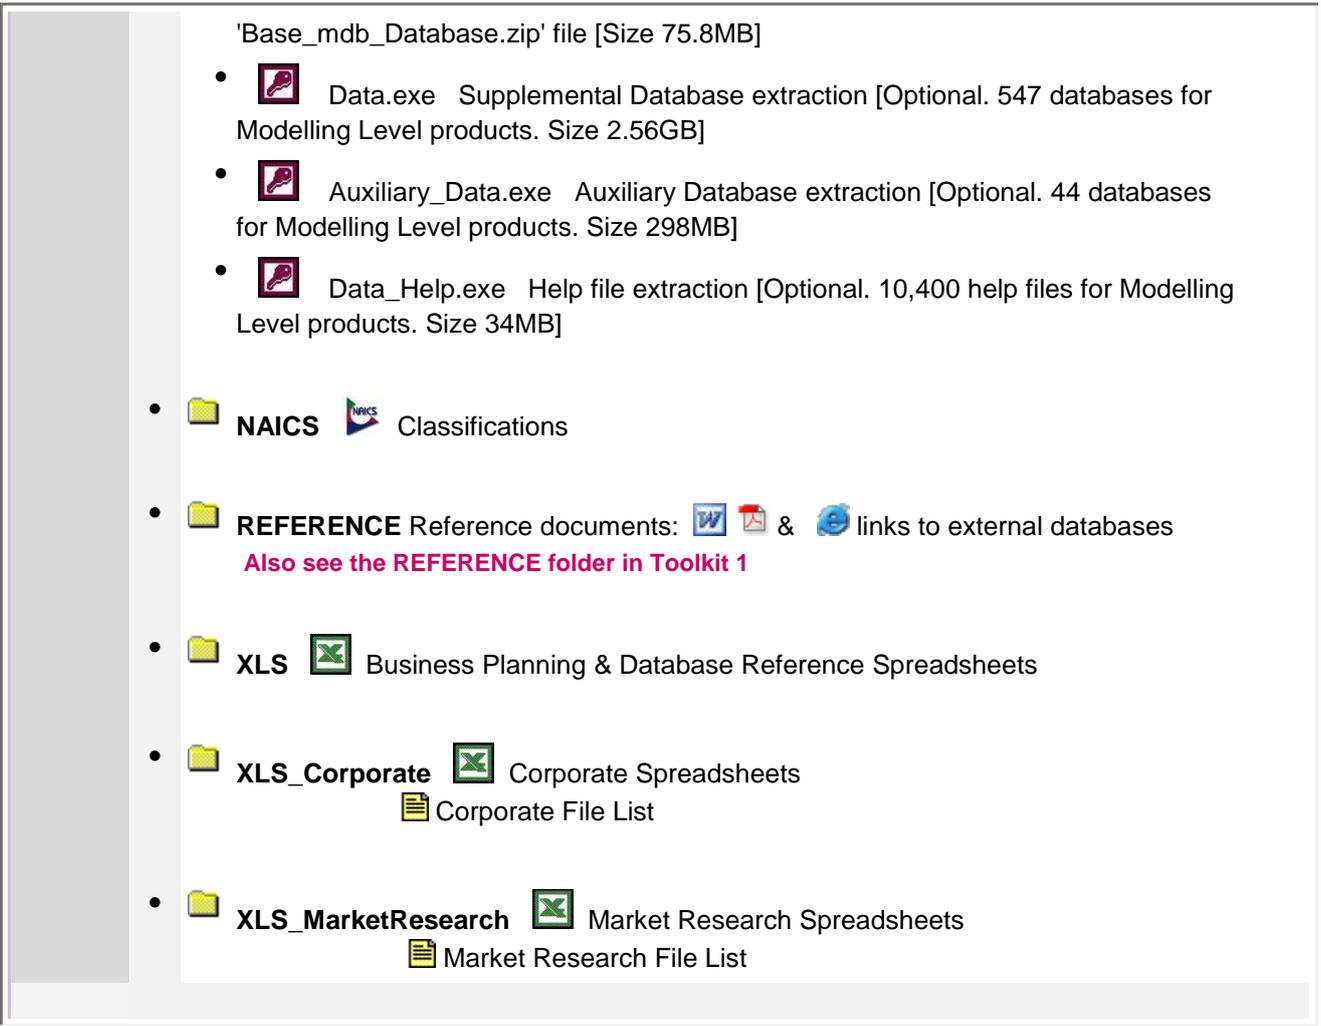 'Base_mdb_Database.zip' file [Size 75.8MB]
Data.exe Supplemental Database extraction [Optional. 547 databases for
Modelling Level products. Size 2.56GB]
Auxiliary_Data.exe Auxiliary Database extraction [Optional. 44 databases
for Modelling Level products. Size 298MB]
Data_Help.exe Help file extraction [Optional. 10,400 help files for Modelling
Level products. Size 34MB]
NAICS NAICS Classifications
REFERENCE Reference documents: W & links to external databases
Also see the REFERENCE folder in Toolkit 1
XLS Business Planning & Database Reference Spreadsheets
XLS_Corporate Corporate Spreadsheets
Corporate File List
XLS_MarketResearch Market Research Spreadsheets
Market Research File List